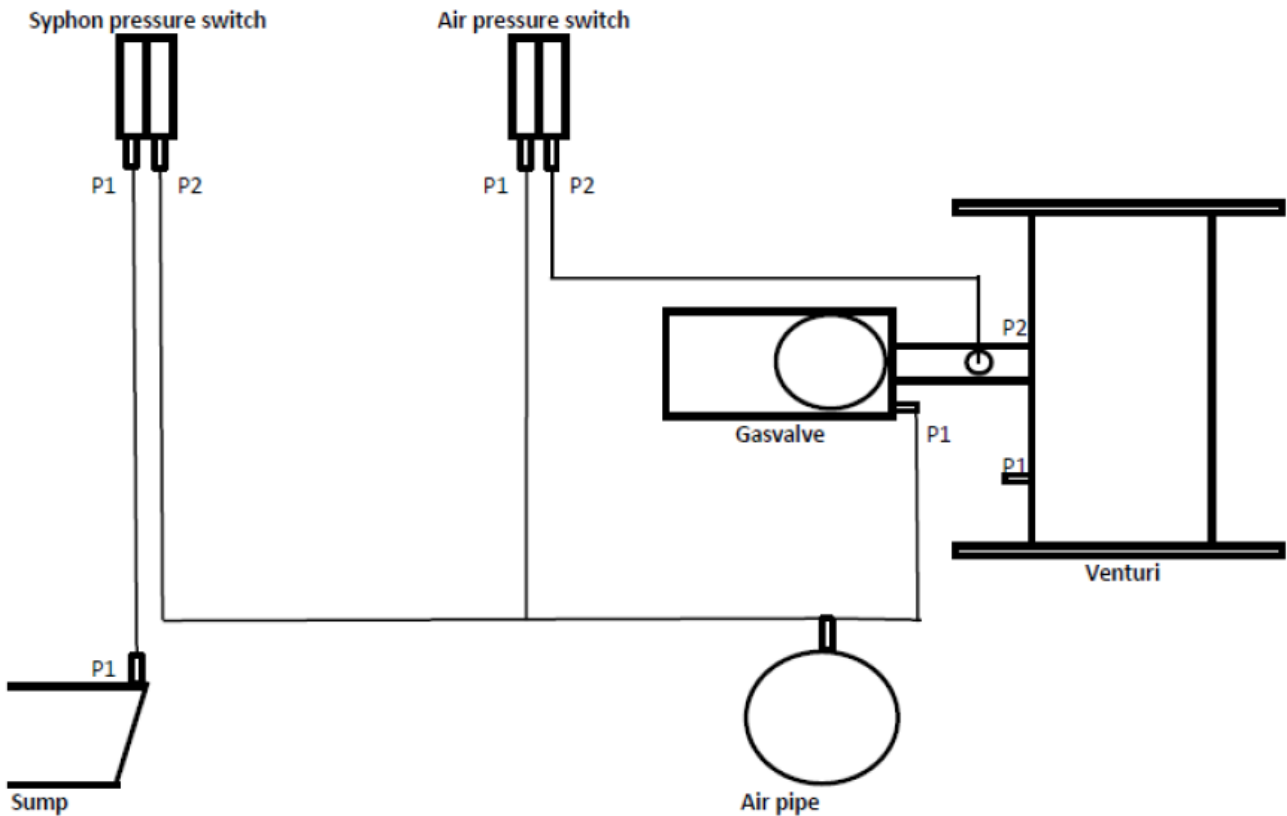 Syphon pressure switch
Air pressure switch
P1
P2
P1
P2
P2
Gasvalve
P1
P1
Venturi
P1
Sump
Air pipe